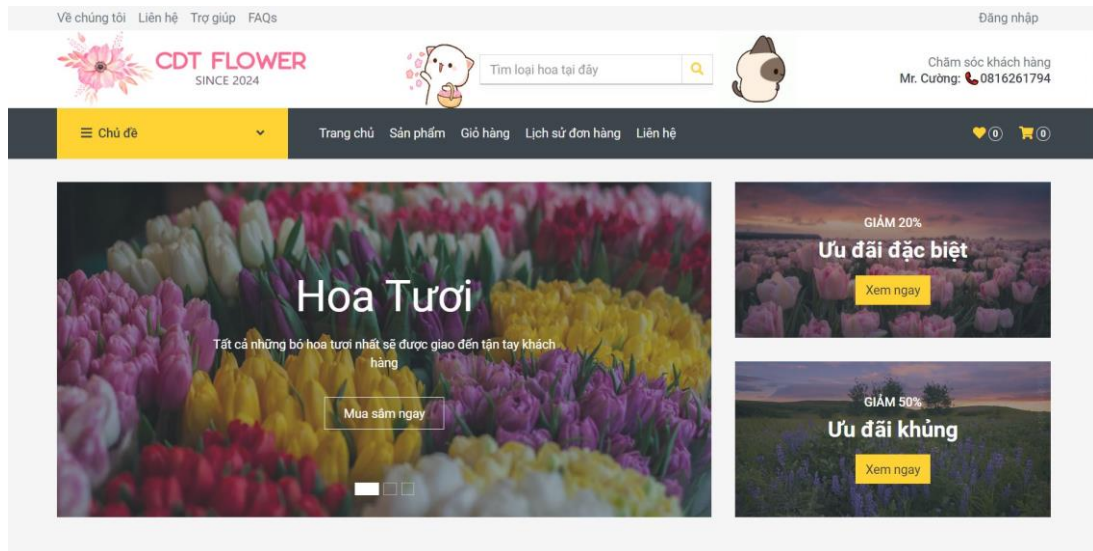 Về chúng tôi Liên hệ Trợ giúp FAQs
Đăng nhập
CDT FLOWER
SINCE 2024
Tìm loại hoa tại đây
Chăm sóc khách hàng
Mr. Cường: 0816261794
Chủ đề
Trang chủ Sản phẩm Giỏ hàng Lịch sử đơn hàng Liên hệ
0 0
Hoa Tươi
Tất cả những bó hoa tươi nhất sẽ được giao đến tận tay khách
hàng
Mua sắm ngay
GIẢM 20%
Ưu đãi đặc biệt
Xem ngay
GIẢM 50%
Ưu đãi khủng
Xem ngay